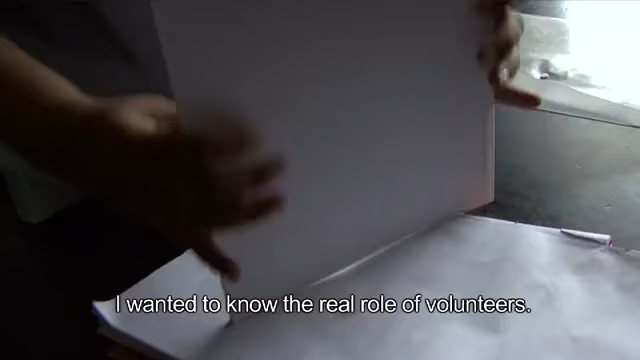 I wanted to know the real role of volunteers.